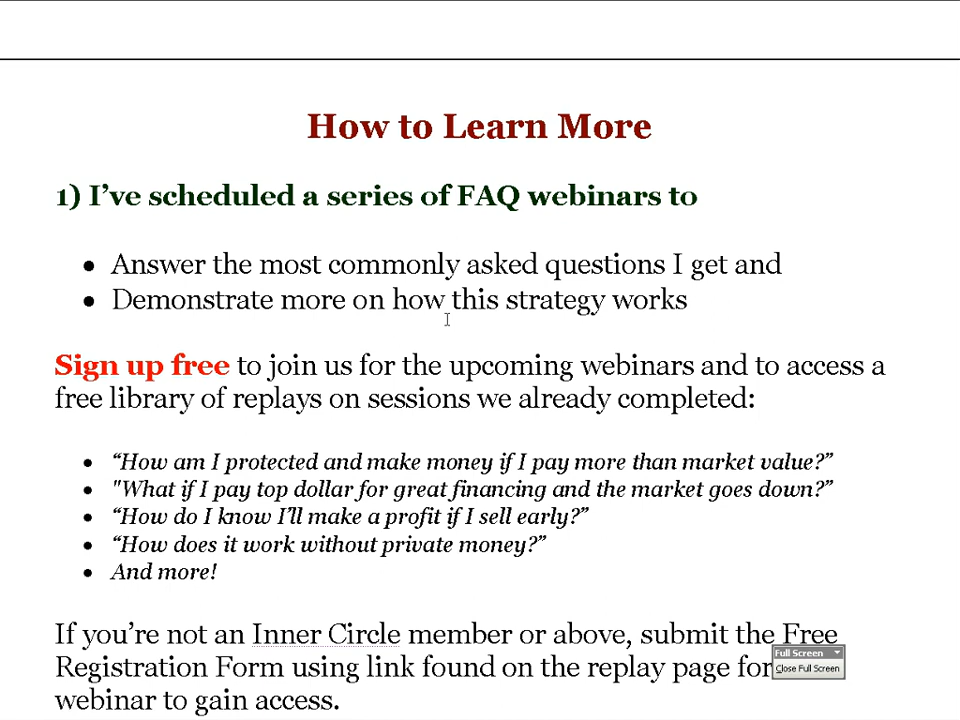 How to Learn More
1) I've scheduled a series of FAQ webinars to
• Answer the most commonly asked questions I get and
• Demonstrate more on how this strategy works
Sign up free to join us for the upcoming webinars and to access a
free library of replays on sessions we already completed:
• “How am I protected and make money if I pay more than market value?”
• "What if I pay top dollar for great financing and the market goes down?”
• “How do I know I’ll make a profit if I sell early?”
• “How does it work without private money?”
• And more!
If you’re not an Inner Circle member or above, submit the Free
Registration Form using link found on the replay page for
webinar to gain access.
Full Screen
Close Full Screen